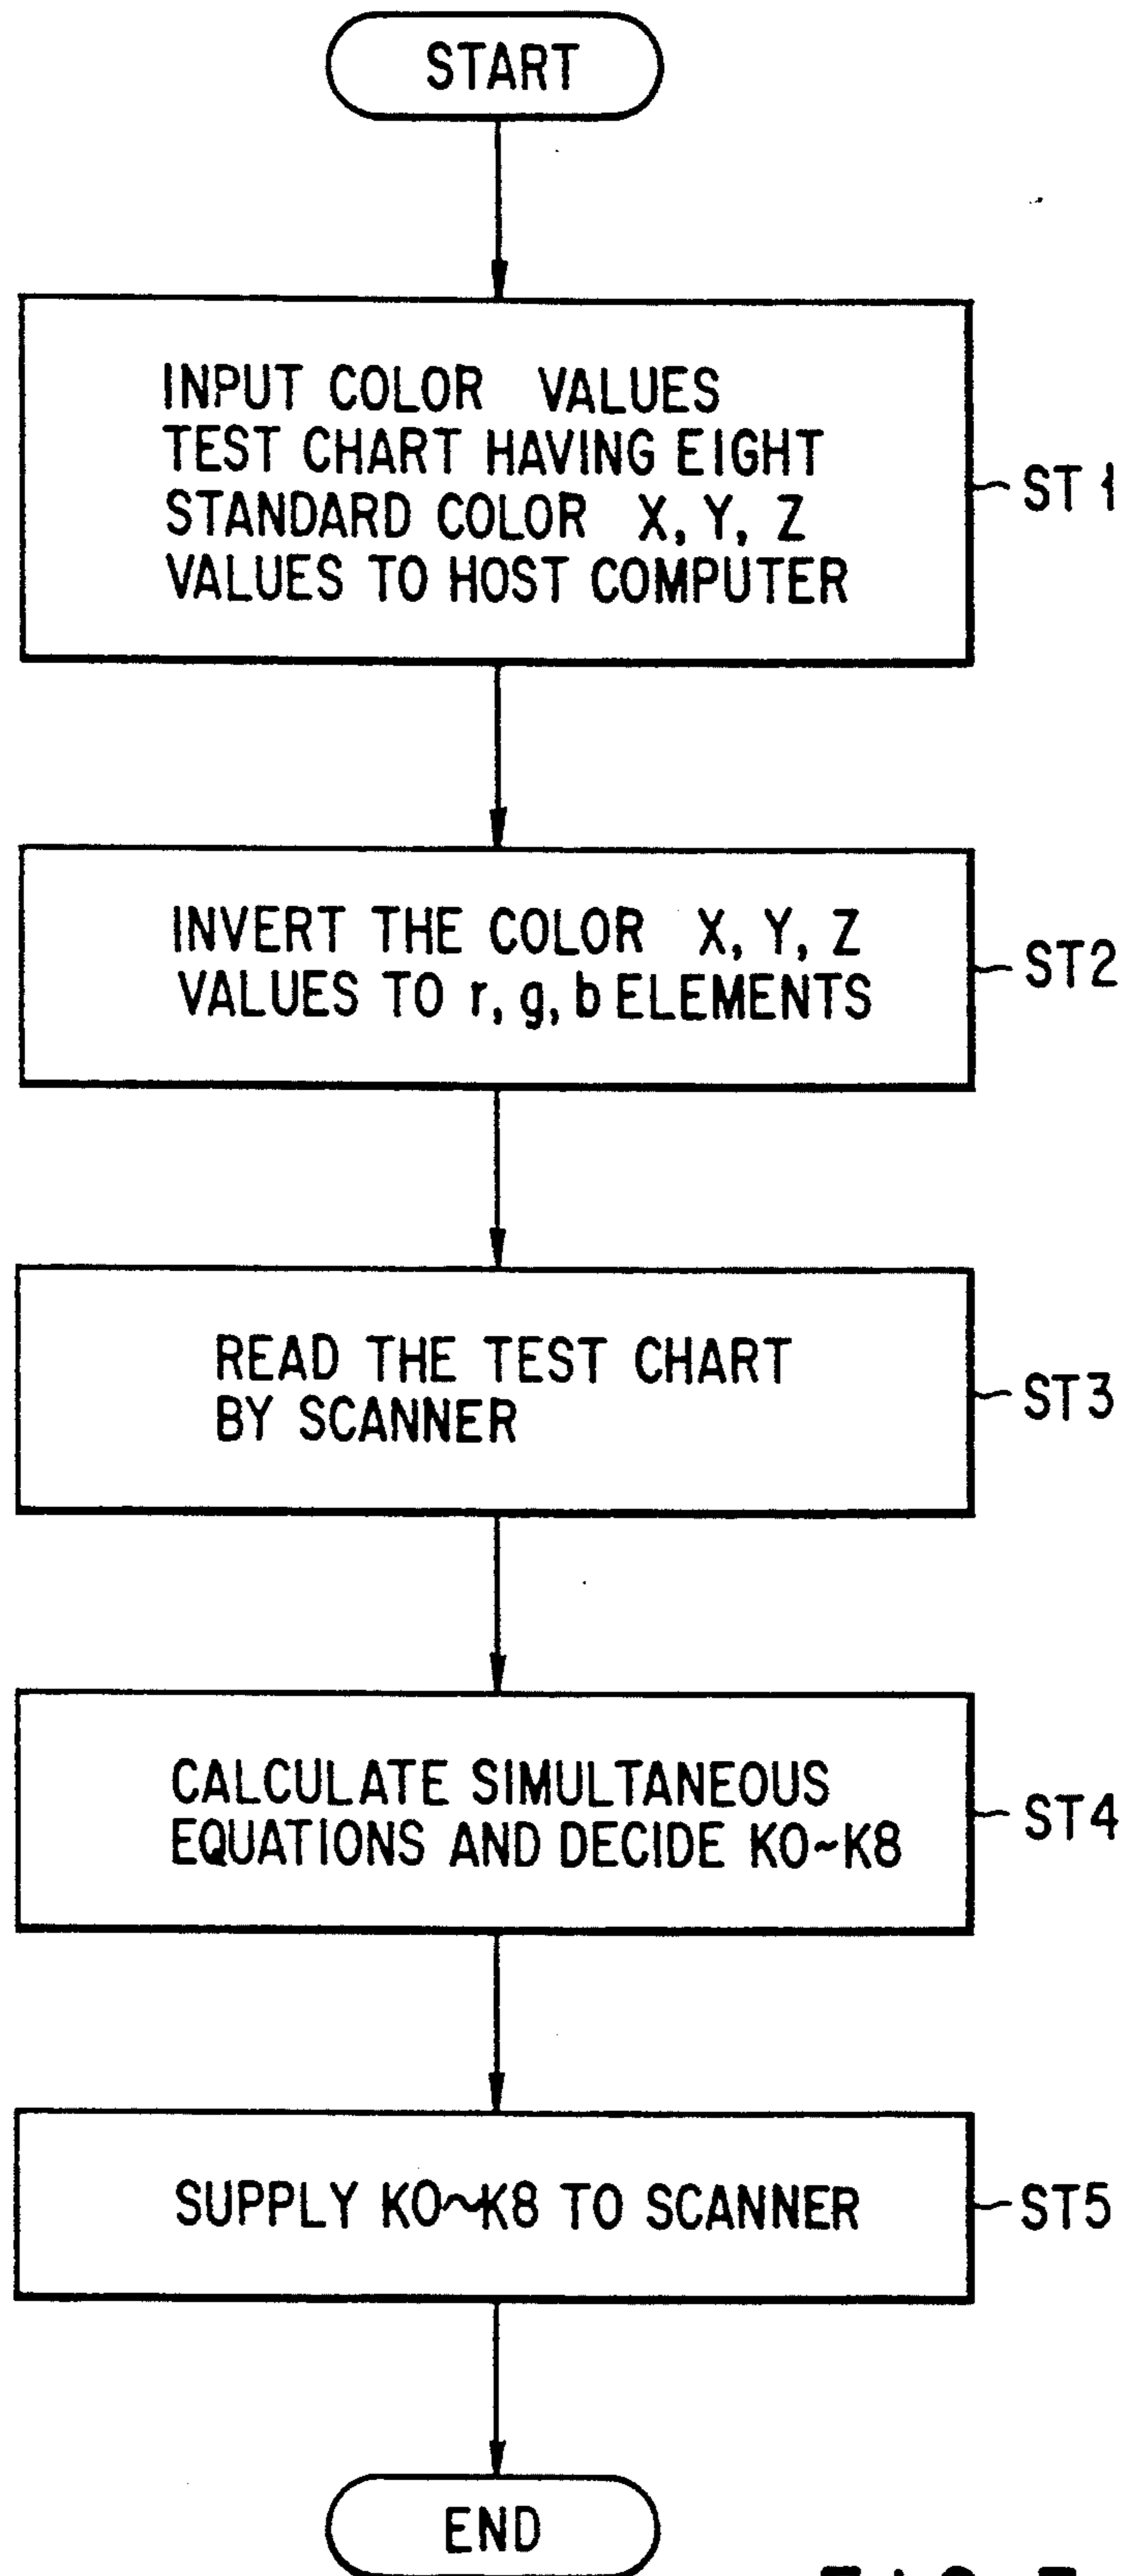 START
INPUT COLOR VALUES
TEST CHART HAVING EIGHT
STANDARD COLOR X, Y, Z
VALUES TO HOST COMPUTER
ST1
INVERT THE COLOR X, Y, Z
VALUES TO r, g, b ELEMENTS
ST2
READ THE TEST CHART
BY SCANNER
ST3
CALCULATE SIMULTANEOUS
EQUATIONS AND DECIDE K0~K8
ST4
SUPPLY K0~K8 TO SCANNER
ST5
END